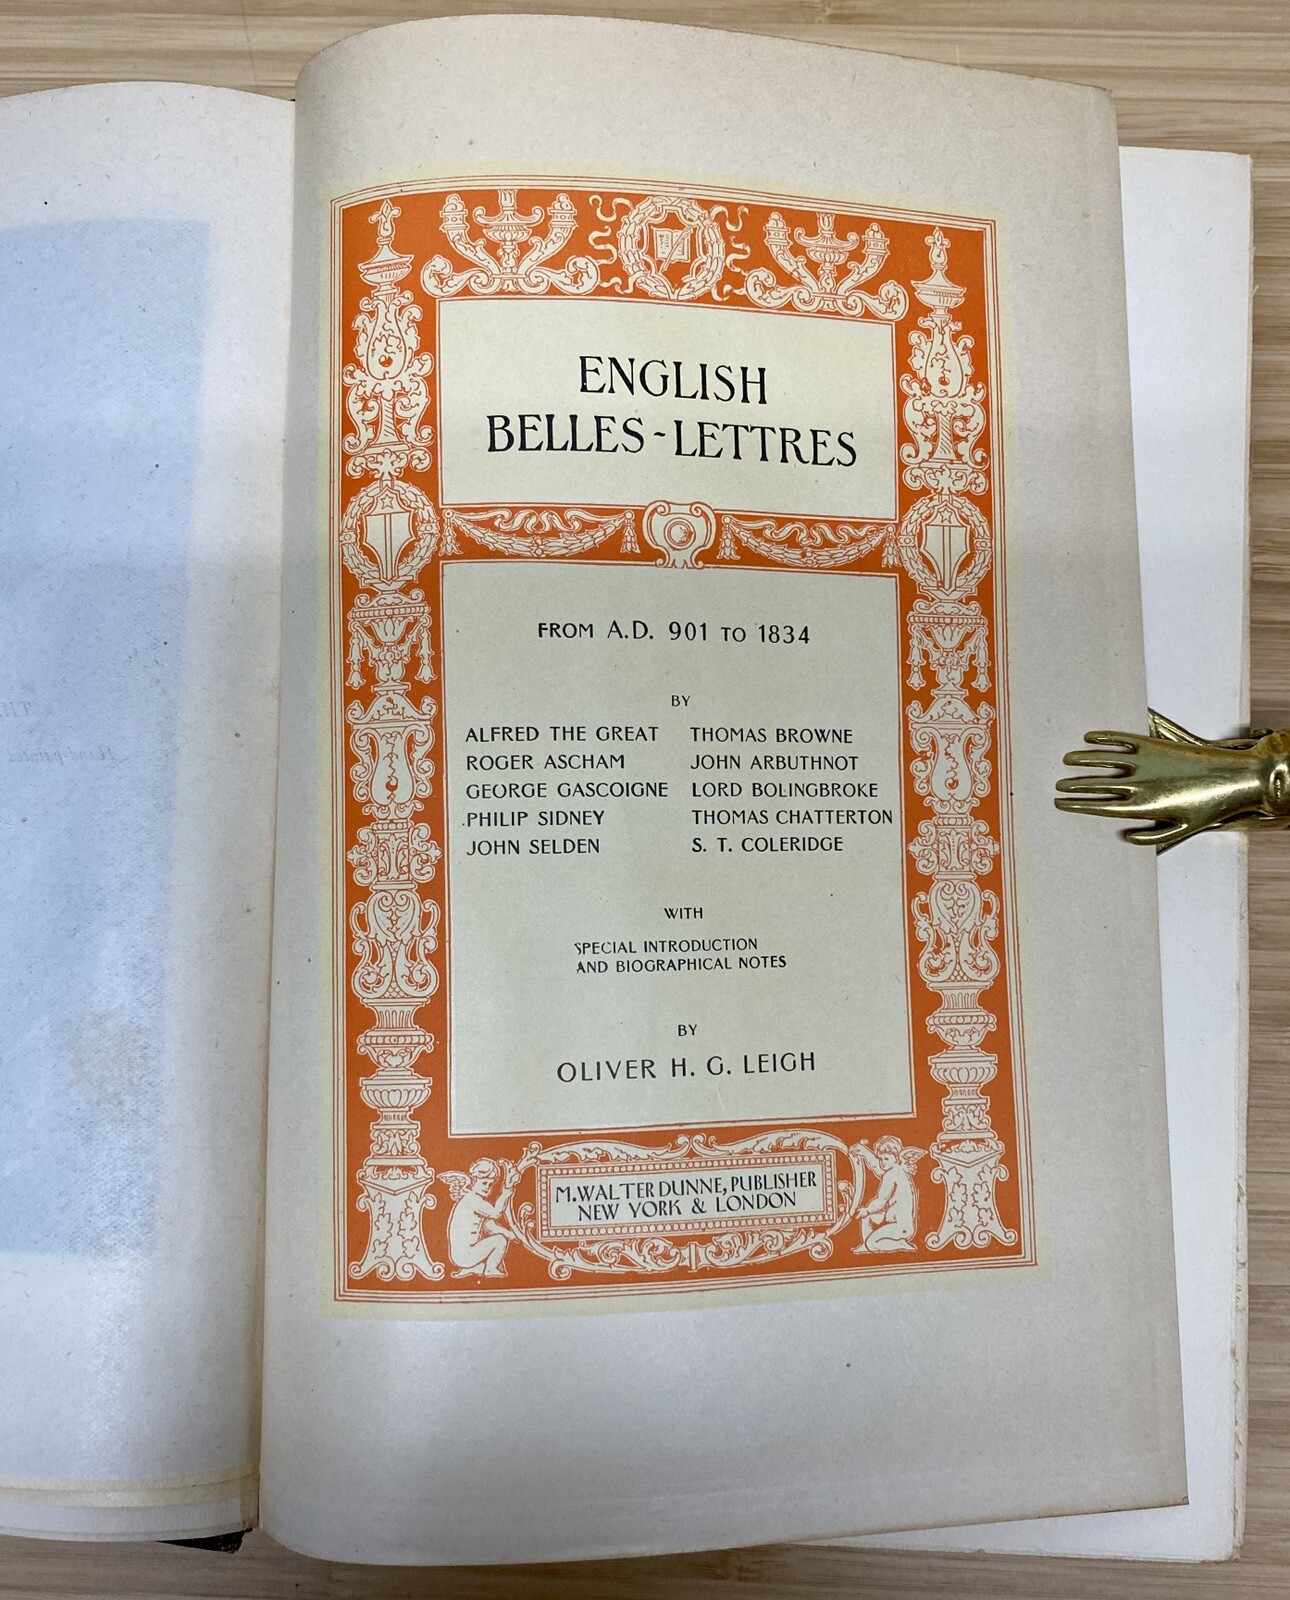 ENGLISH
BELLES-LETTRES
FROM A.D. 901 TO 1834
BY
ALFRED THE GREAT
ROGER ASCHAM
GEORGE GASCOIGNE
PHILIP SIDNEY
JOHN SELDEN
THOMAS BROWNE
JOHN ARBUTHNOT
LORD BOLINGBROKE
THOMAS CHATTERTON
S. T. COLERIDGE
WITH
SPECIAL INTRODUCTION
AND BIOGRAPHICAL NOTES
BY
OLIVER H. G. LEIGH
M. WALTER DUNNE, PUBLISHER
NEW YORK & LONDON